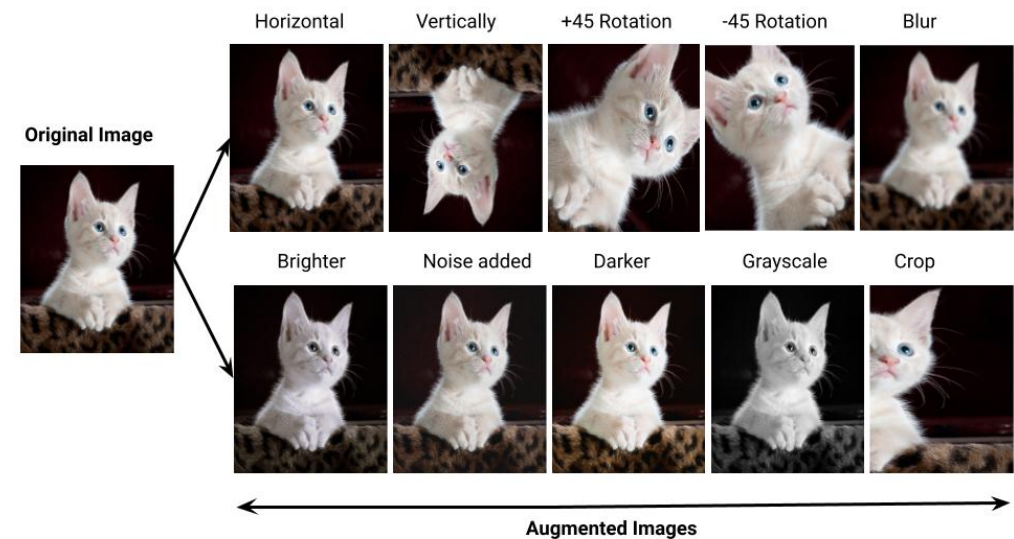 Horizontal Vertically +45 Rotation -45 Rotation Blur
Original Image
Brighter Noise added Darker Grayscale Crop
Augmented Images